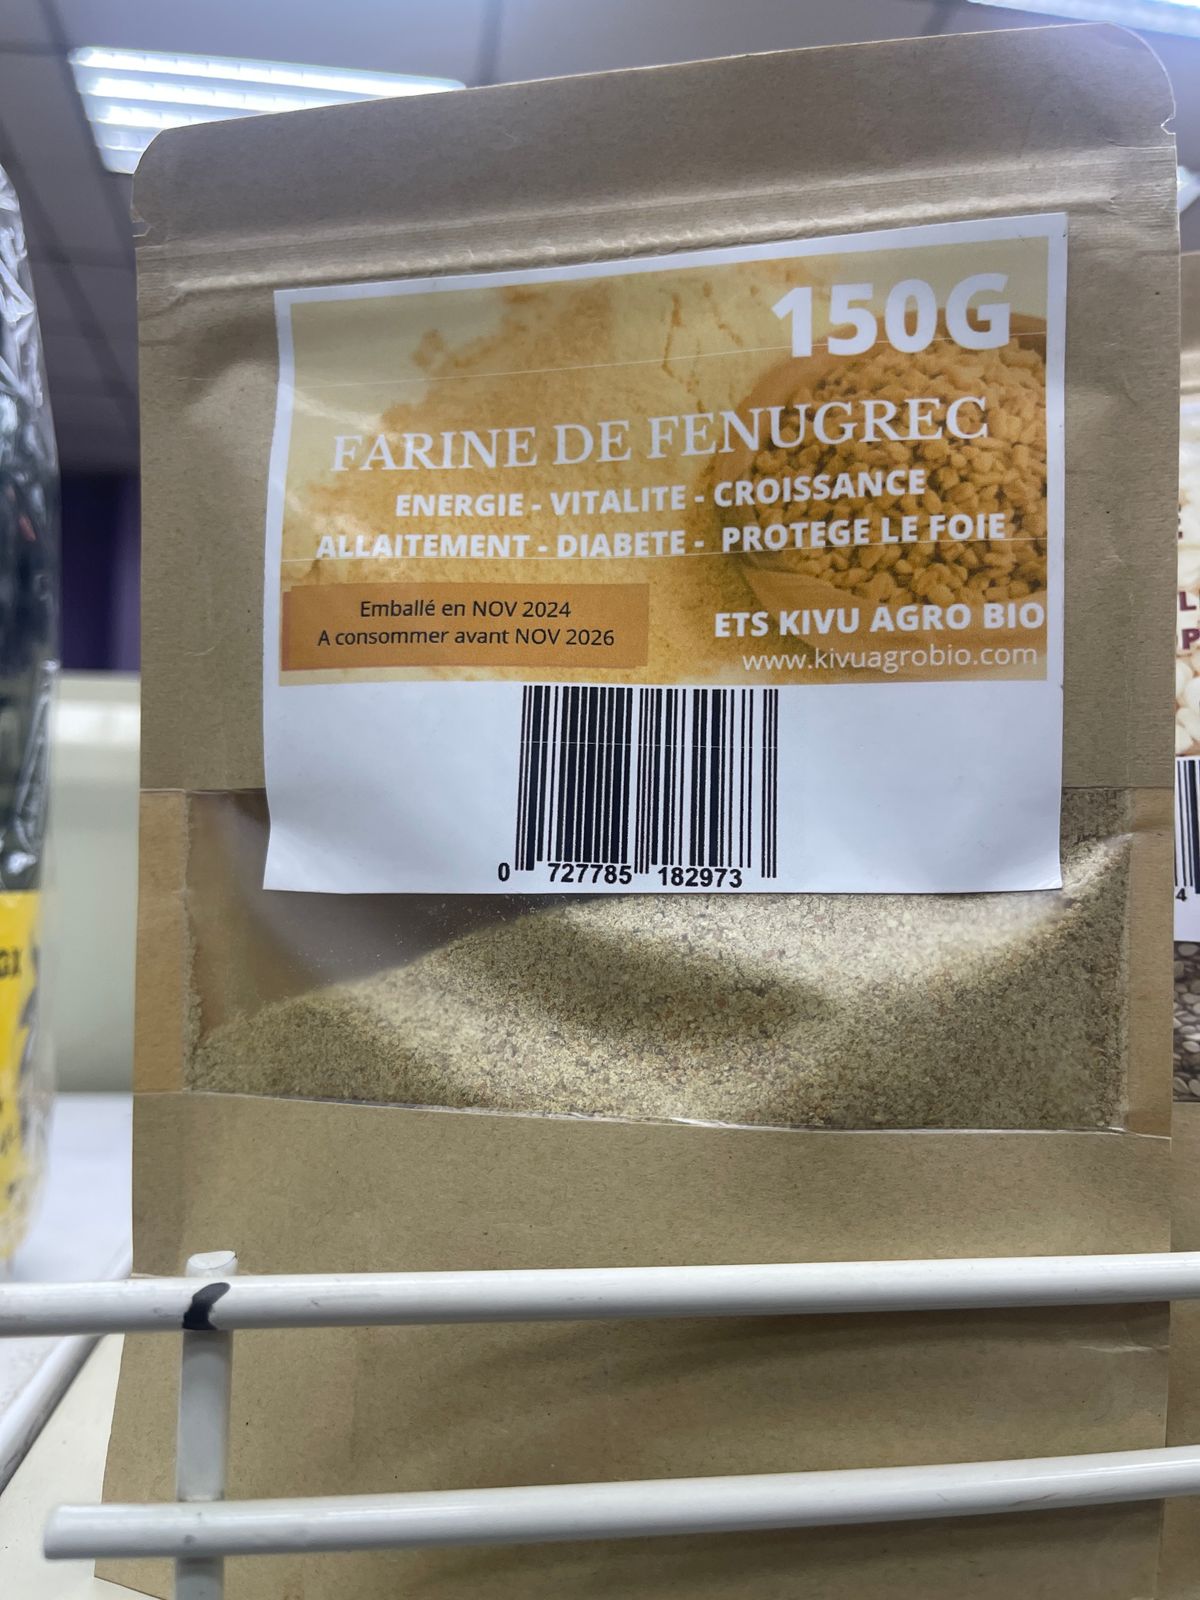 150G
FARINE DE FENUGREC
ENERGIE - VITALITE - CROISSANCE
ALLAITEMENT - DIABETE - PROTEGE LE FOIE
Emballé en NOV 2024
A consommer avant NOV 2026
ETS KIVU AGRO BIO
www.kivuagrobio.com
0 727785 182973
4